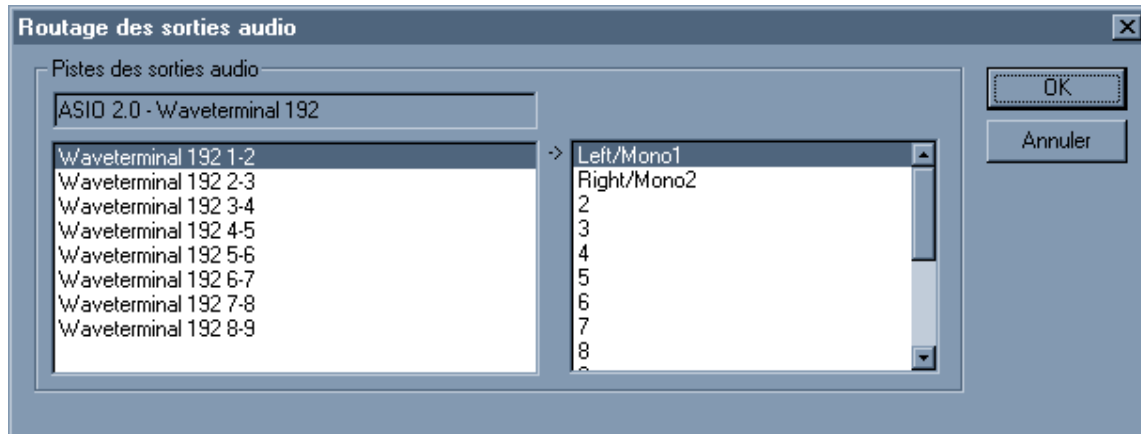 Routage des sorties audio
Pistes des sorties audio
ASIO 2.0 - Waveterminal 192
Waveterminal 192 1-2
Waveterminal 192 2-3
Waveterminal 192 3-4
Waveterminal 192 4-5
Waveterminal 192 5-6
Waveterminal 192 6-7
Waveterminal 192 7-8
Waveterminal 192 8-9
->
Left/Mono1
Right/Mono2
2
3
4
5
6
7
8
OK
Annuler